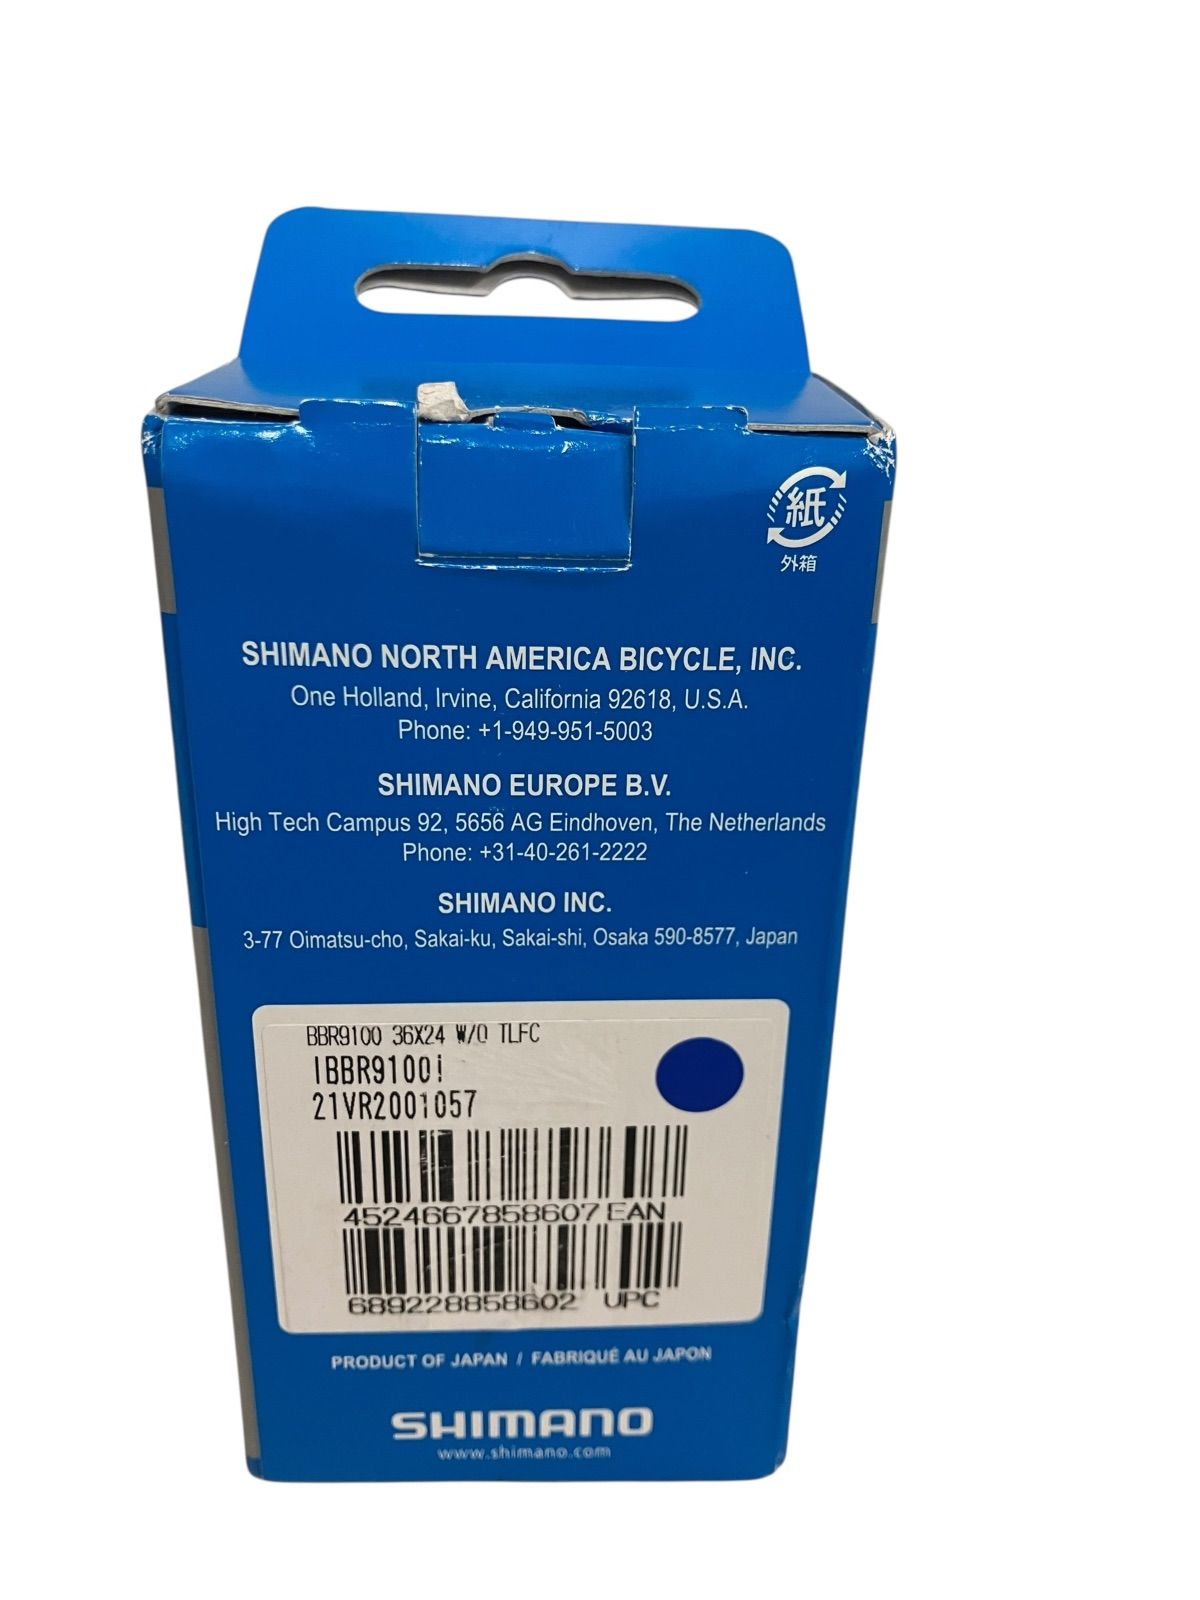 紙
外箱
SHIMANO NORTH AMERICA BICYCLE, INC.
One Holland, Irvine, California 92618, U.S.A.
Phone: +1-949-951-5003
SHIMANO EUROPE B.V.
High Tech Campus 92, 5656 AG Eindhoven, The Netherlands
Phone: +31-40-261-2222
SHIMANO INC.
3-77 Oimatsu-cho, Sakai-ku, Sakai-shi, Osaka 590-8577, Japan
BBR9100 36X24 W/O TLFC
IBBR9100I
21VR2001057
4524667858607 EAN
689228858602 UPC
PRODUCT OF JAPAN / FABRIQUÉ AU JAPON
SHIMANO
www.shimano.com